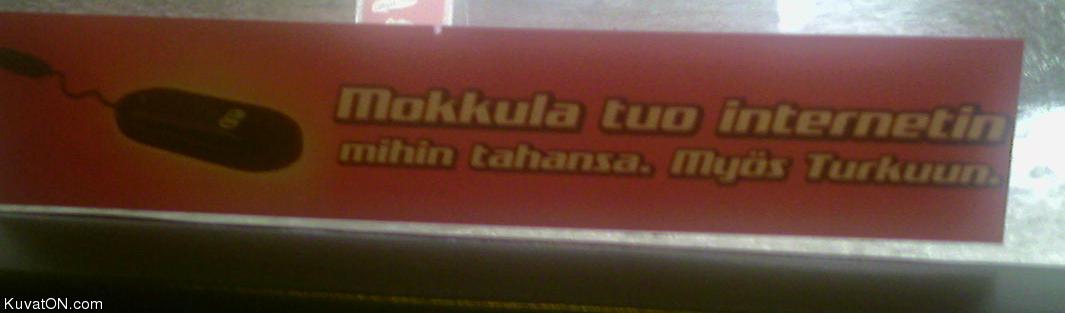 Mokkula tuo internetin
mihin tahansa. Myös Turkuun.
KuvatON.com